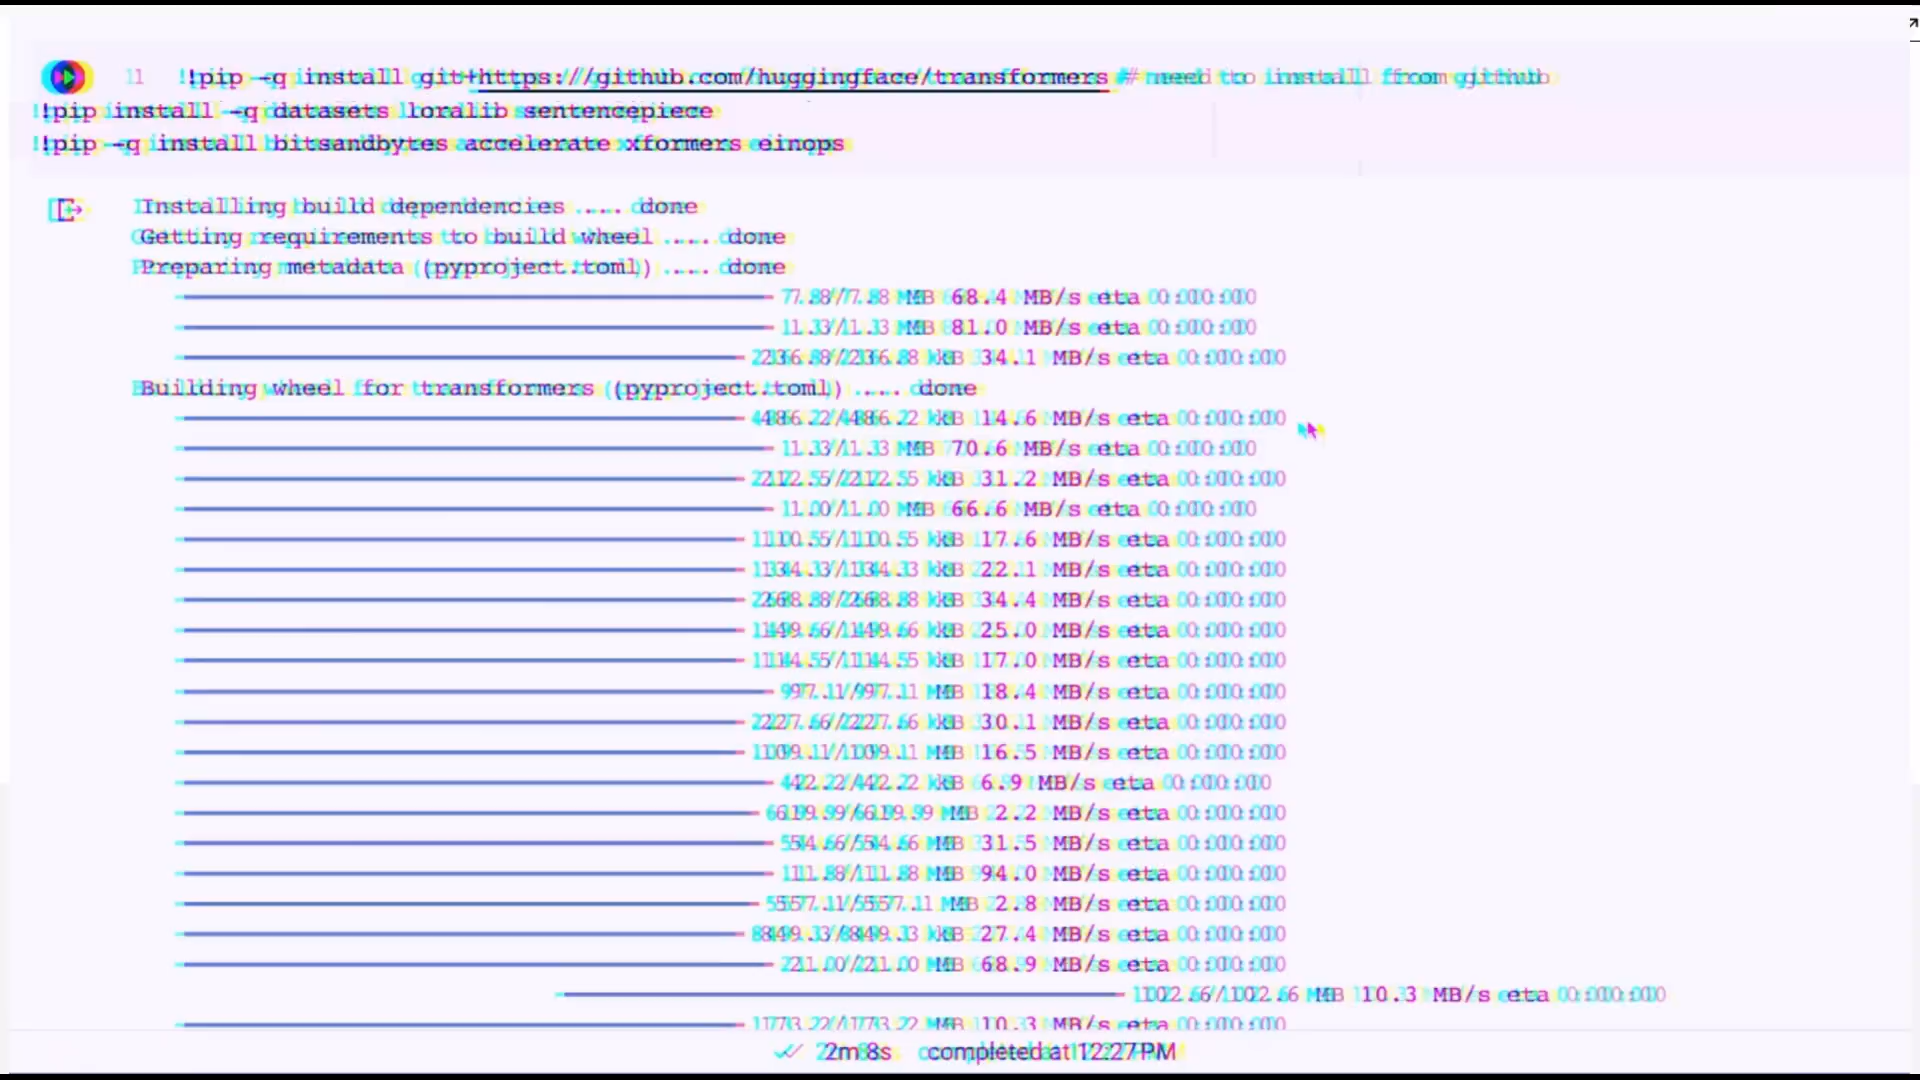 1 !pip -q install git+https://github.com/huggingface/transformers # need to install from github
!pip install -q datasets loralib sentencepiece
!pip -q install bitsandbytes accelerate xformers einops
Installing build dependencies ... done
Getting requirements to build wheel ... done
Preparing metadata (pyproject.toml) ... done
7.8/7.8 MB 68.4 MB/s eta 0:00:00
1.3/1.3 MB 81.0 MB/s eta 0:00:00
236.8/236.8 kB 34.1 MB/s eta 0:00:00
Building wheel for transformers (pyproject.toml) ... done
486.2/486.2 kB 14.6 MB/s eta 0:00:00
1.3/1.3 MB 70.6 MB/s eta 0:00:00
212.5/212.5 kB 31.2 MB/s eta 0:00:00
1.0/1.0 MB 66.6 MB/s eta 0:00:00
110.5/110.5 kB 17.6 MB/s eta 0:00:00
134.3/134.3 kB 22.1 MB/s eta 0:00:00
268.8/268.8 kB 34.4 MB/s eta 0:00:00
149.6/149.6 kB 25.0 MB/s eta 0:00:00
114.5/114.5 kB 17.0 MB/s eta 0:00:00
97.1/97.1 MB 18.4 MB/s eta 0:00:00
227.6/227.6 kB 30.1 MB/s eta 0:00:00
109.1/109.1 MB 16.5 MB/s eta 0:00:00
42.2/42.2 kB 6.9 MB/s eta 0:00:00
619.9/619.9 MB 2.2 MB/s eta 0:00:00
54.6/54.6 MB 31.5 MB/s eta 0:00:00
11.8/11.8 MB 94.0 MB/s eta 0:00:00
557.1/557.1 MB 2.8 MB/s eta 0:00:00
849.3/849.3 kB 27.4 MB/s eta 0:00:00
21.0/21.0 MB 68.9 MB/s eta 0:00:00
102.6/102.6 MB 10.3 MB/s eta 0:00:00
173.2/173.2 MB 10.3 MB/s eta 0:00:00
2m 8s completed at 12:27 PM